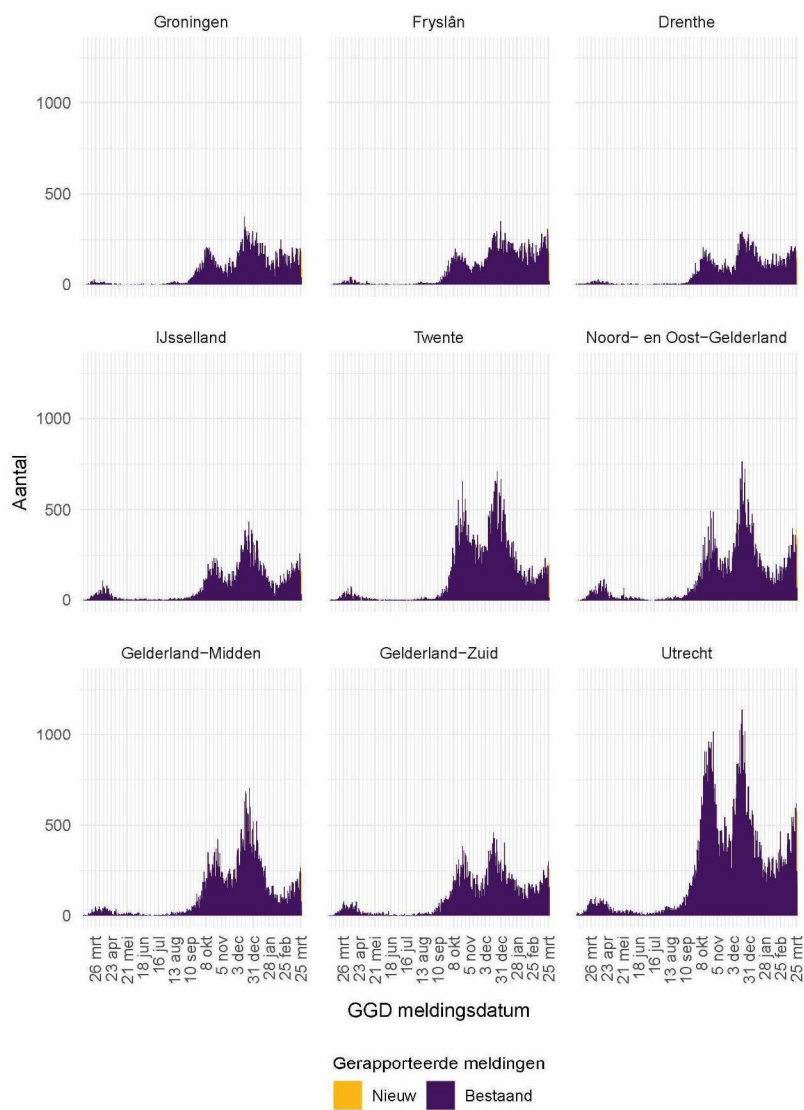 Groningen Fryslân Drenthe
1000
500
0
IJsselland Twente Noord− en Oost−Gelderland
1000
500
0
Aantal
Gelderland−Midden Gelderland−Zuid Utrecht
1000
500
0
26 mrt 23 apr 21 mei 18 jun 16 jul 13 aug 10 sep 8 okt 5 nov 3 dec 31 dec 28 jan 25 feb 25 mrt
26 mrt 23 apr 21 mei 18 jun 16 jul 13 aug 10 sep 8 okt 5 nov 3 dec 31 dec 28 jan 25 feb 25 mrt
26 mrt 23 apr 21 mei 18 jun 16 jul 13 aug 10 sep 8 okt 5 nov 3 dec 31 dec 28 jan 25 feb 25 mrt
GGD meldingsdatum
Gerapporteerde meldingen
Nieuw Bestaand